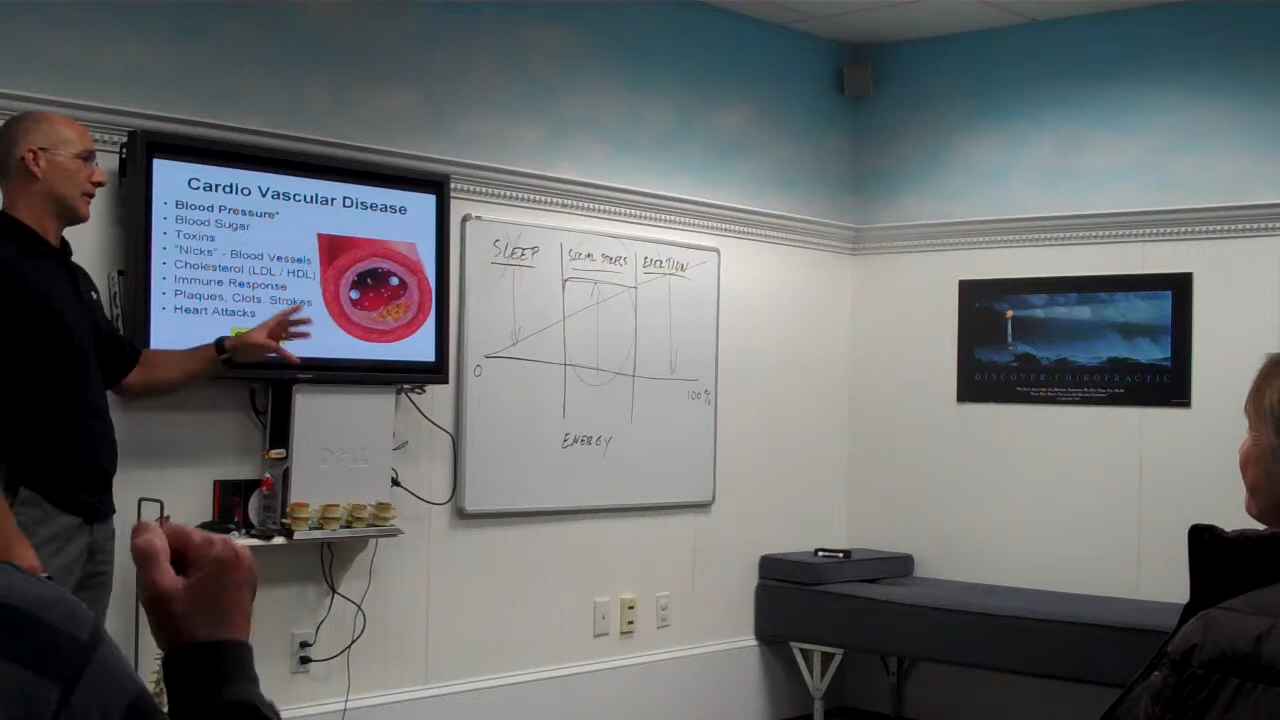 Cardio Vascular Disease
• Blood Pressure*
• Blood Sugar
• Toxins
• "Nicks" - Blood Vessels
• Cholesterol (LDL / HDL)
• Immune Response
• Plaques, Clots, Strokes
• Heart Attacks
SLEEP
SOCIAL STRESS
EXERTION
0
100%
ENERGY
DELL
DISCOVER·CHIROPRACTIC